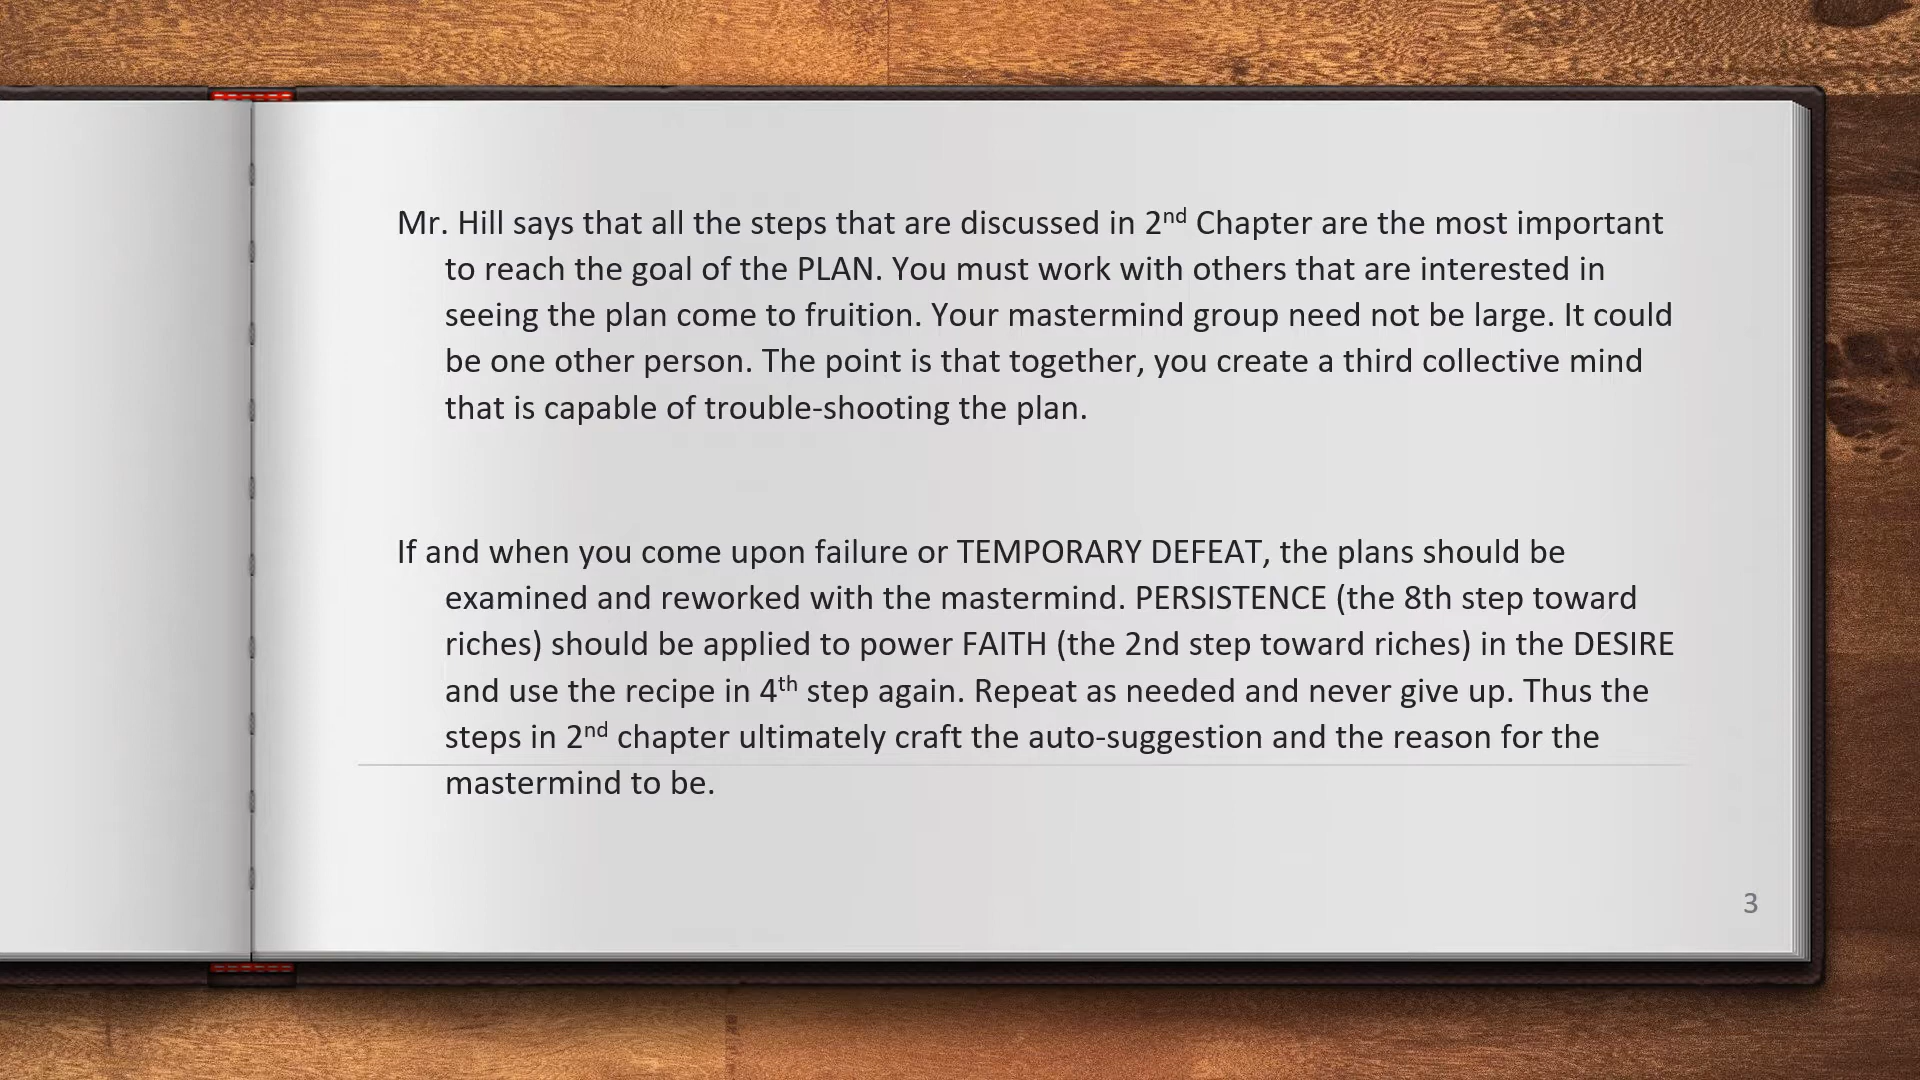 Mr. Hill says that all the steps that are discussed in 2nd Chapter are the most important
to reach the goal of the PLAN. You must work with others that are interested in
seeing the plan come to fruition. Your mastermind group need not be large. It could
be one other person. The point is that together, you create a third collective mind
that is capable of trouble-shooting the plan.
If and when you come upon failure or TEMPORARY DEFEAT, the plans should be
examined and reworked with the mastermind. PERSISTENCE (the 8th step toward
riches) should be applied to power FAITH (the 2nd step toward riches) in the DESIRE
and use the recipe in 4th step again. Repeat as needed and never give up. Thus the
steps in 2nd chapter ultimately craft the auto-suggestion and the reason for the
mastermind to be.
3